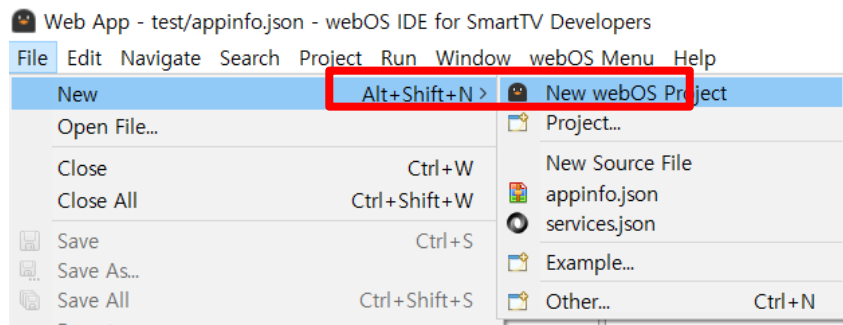 Web App - test/appinfo.json - webOS IDE for SmartTV Developers
File Edit Navigate Search Project Run Window webOS Menu Help
New Alt+Shift+N >
Open File...
Close Ctrl+W
Close All Ctrl+Shift+W
Save Ctrl+S
Save As...
Save All Ctrl+Shift+S
New webOS Project
Project...
New Source File
appinfo.json
services.json
Example...
Other... Ctrl+N